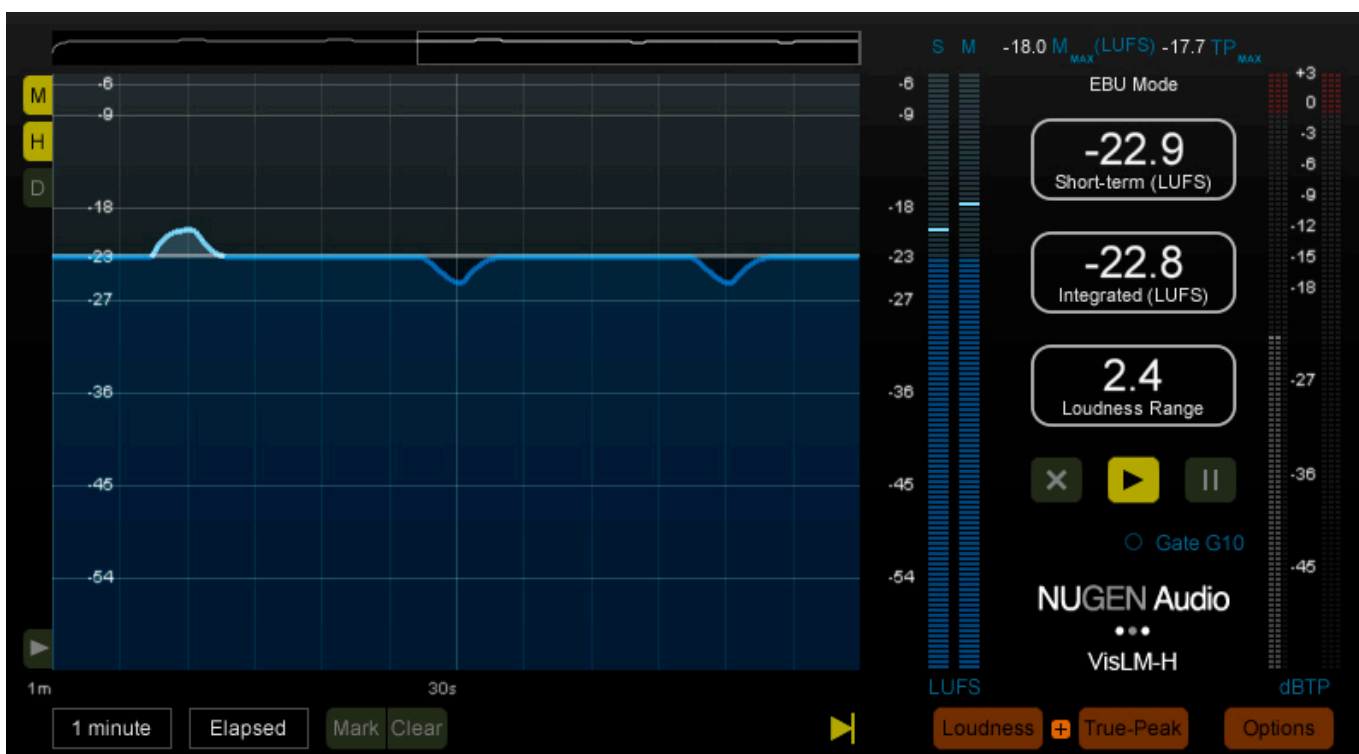 S M -18.0 M MAX (LUFS) -17.7 TP MAX
EBU Mode
M
H
D
-6
-9
-18
-23
-27
-36
-45
-54
-6
-9
-18
-23
-27
-36
-45
-54
1m
30s
LUFS
-22.9
Short-term (LUFS)
-22.8
Integrated (LUFS)
2.4
Loudness Range
Gate G10
NUGEN Audio
VisLM-H
+3
0
-3
-6
-9
-12
-15
-18
-27
-36
-45
dBTP
1 minute Elapsed Mark Clear
Loudness + True-Peak Options